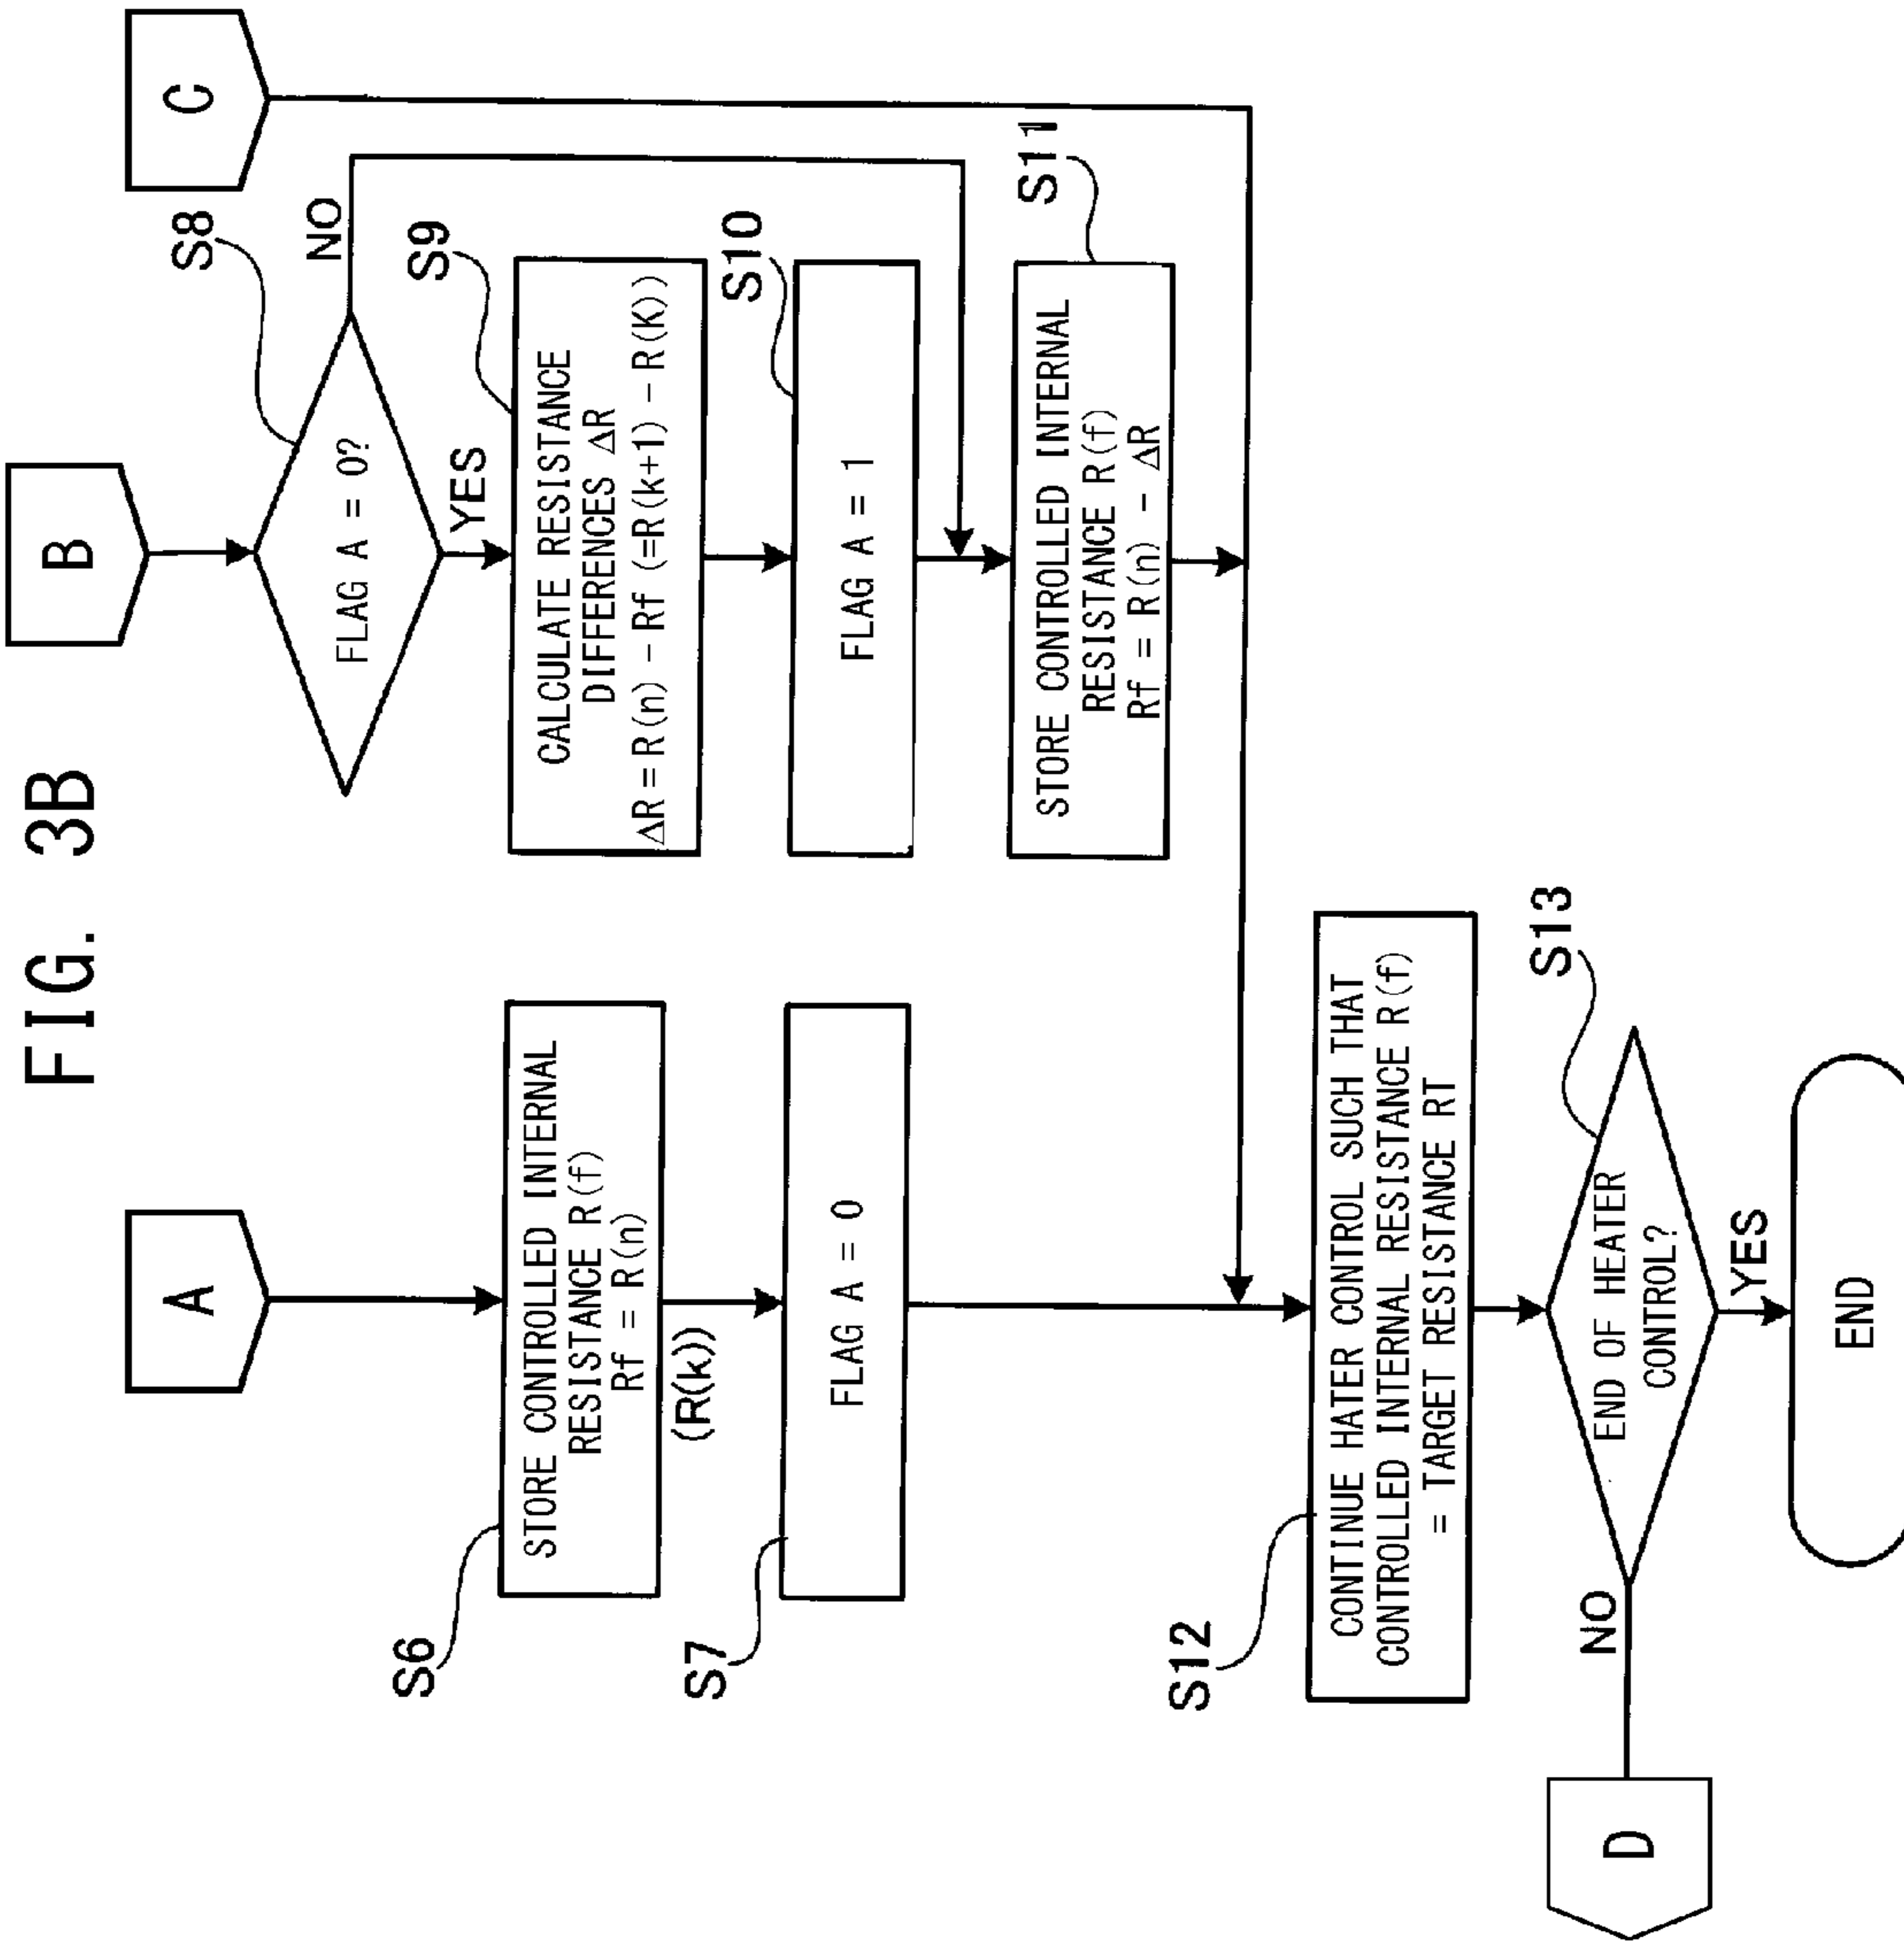 FIG. 3B
A
S6
STORE CONTROLLED INTERNAL
RESISTANCE R(f)
Rf = R(n)
(R(k))
S7
FLAG A = 0
B
S8
FLAG A = 0?
NO
YES
S9
CALCULATE RESISTANCE
DIFFERENCES ΔR
ΔR = R(n) - Rf (=R(k+1) - R(K))
S10
FLAG A = 1
S11
STORE CONTROLLED INTERNAL
RESISTANCE R(f)
Rf = R(n) - ΔR
C
S12
CONTINUE HATER CONTROL SUCH THAT
CONTROLLED INTERNAL RESISTANCE R(f)
= TARGET RESISTANCE RT
S13
END OF HEATER
CONTROL?
NO
YES
D
END